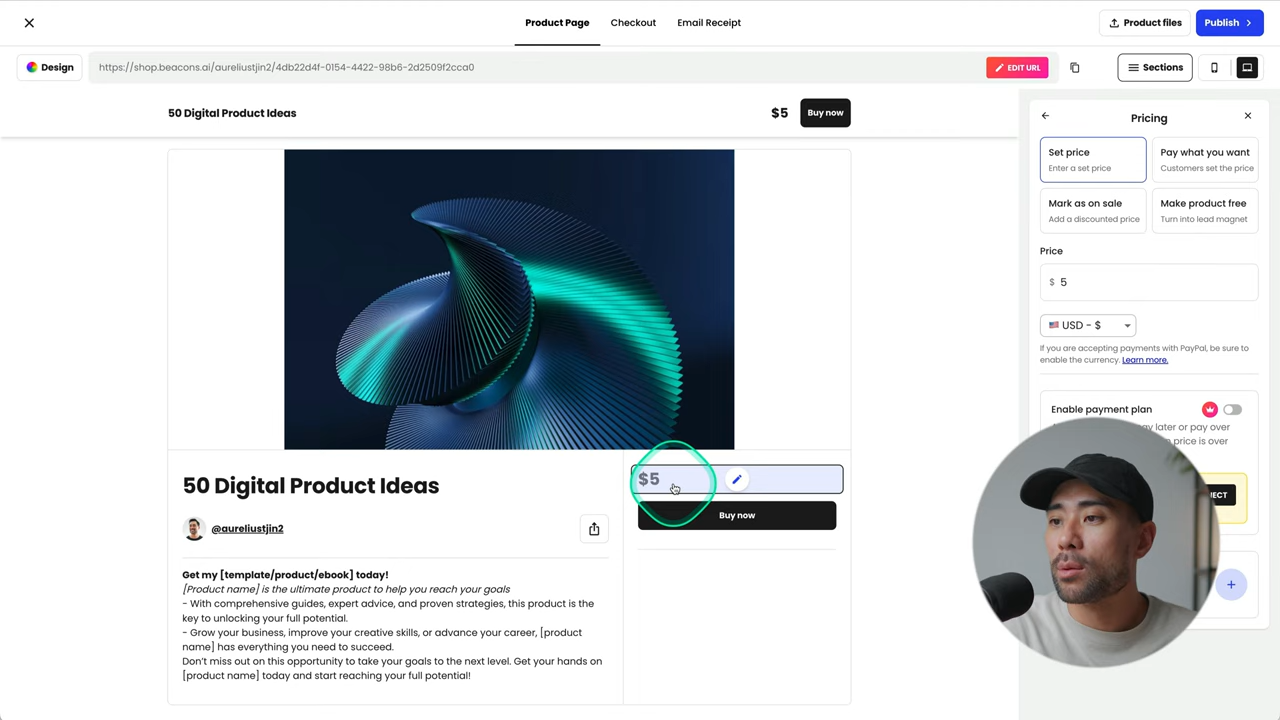 Product Page
Checkout
Email Receipt
Product files
Publish
Design
https://shop.beacons.ai/aureliustjin2/4db22d4f-0154-4422-98b6-2d2509f2cca0
EDIT URL
Sections
50 Digital Product Ideas
$5
Buy now
Pricing
Set price
Enter a set price
Pay what you want
Customers set the price
Mark as on sale
Add a discounted price
Make product free
Turn into lead magnet
Price
$ 5
USD - $
If you are accepting payments with PayPal, be sure to
enable the currency. Learn more.
Enable payment plan
later or pay over
price is over
50 Digital Product Ideas
@aureliustjin2
$5
Buy now
Get my [template/product/ebook] today!
[Product name] is the ultimate product to help you reach your goals
- With comprehensive guides, expert advice, and proven strategies, this product is the
key to unlocking your full potential.
- Grow your business, improve your creative skills, or advance your career, [product
name] has everything you need to succeed.
Don't miss out on this opportunity to take your goals to the next level. Get your hands on
[product name] today and start reaching your full potential!